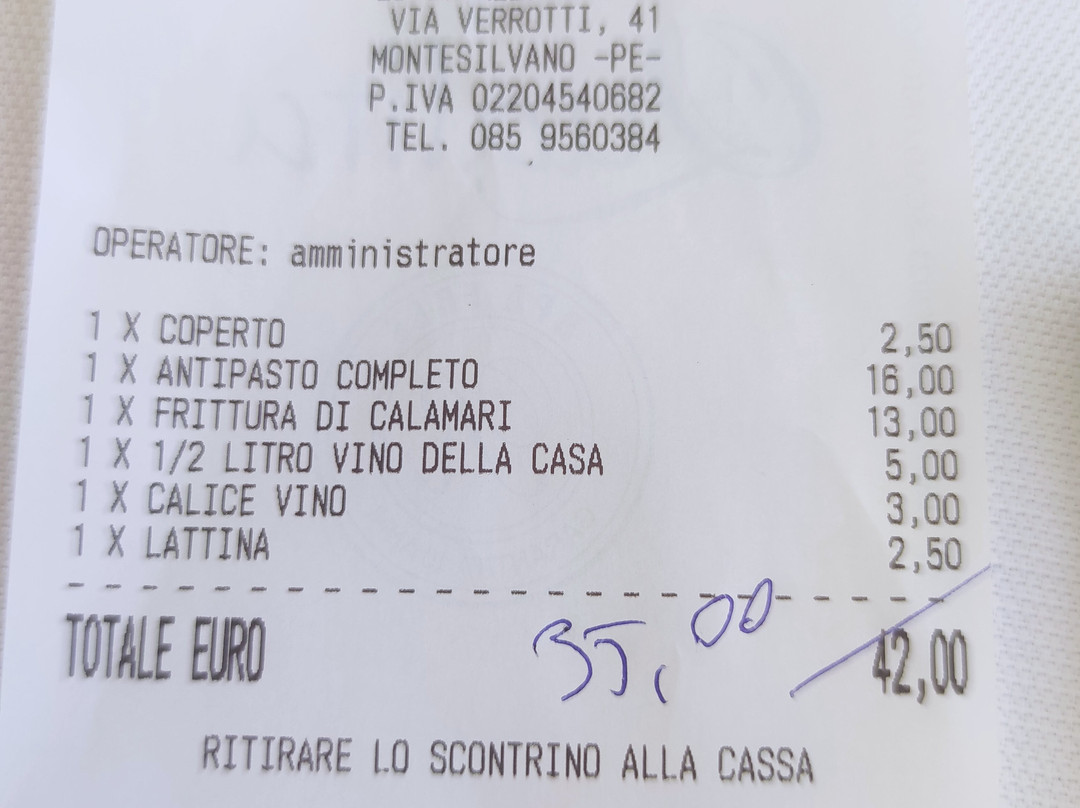 VIA VERROTTI, 41
MONTESILVANO -PE-
P.IVA 02204540682
TEL. 085 9560384
OPERATORE: amministratore
1 X COPERTO 2,50
1 X ANTIPASTO COMPLETO 16,00
1 X FRITTURA DI CALAMARI 13,00
1 X 1/2 LITRO VINO DELLA CASA 5,00
1 X CALICE VINO 3,00
1 X LATTINA 2,50
TOTALE EURO 35,00 42,00
RITIRARE LO SCONTRINO ALLA CASSA